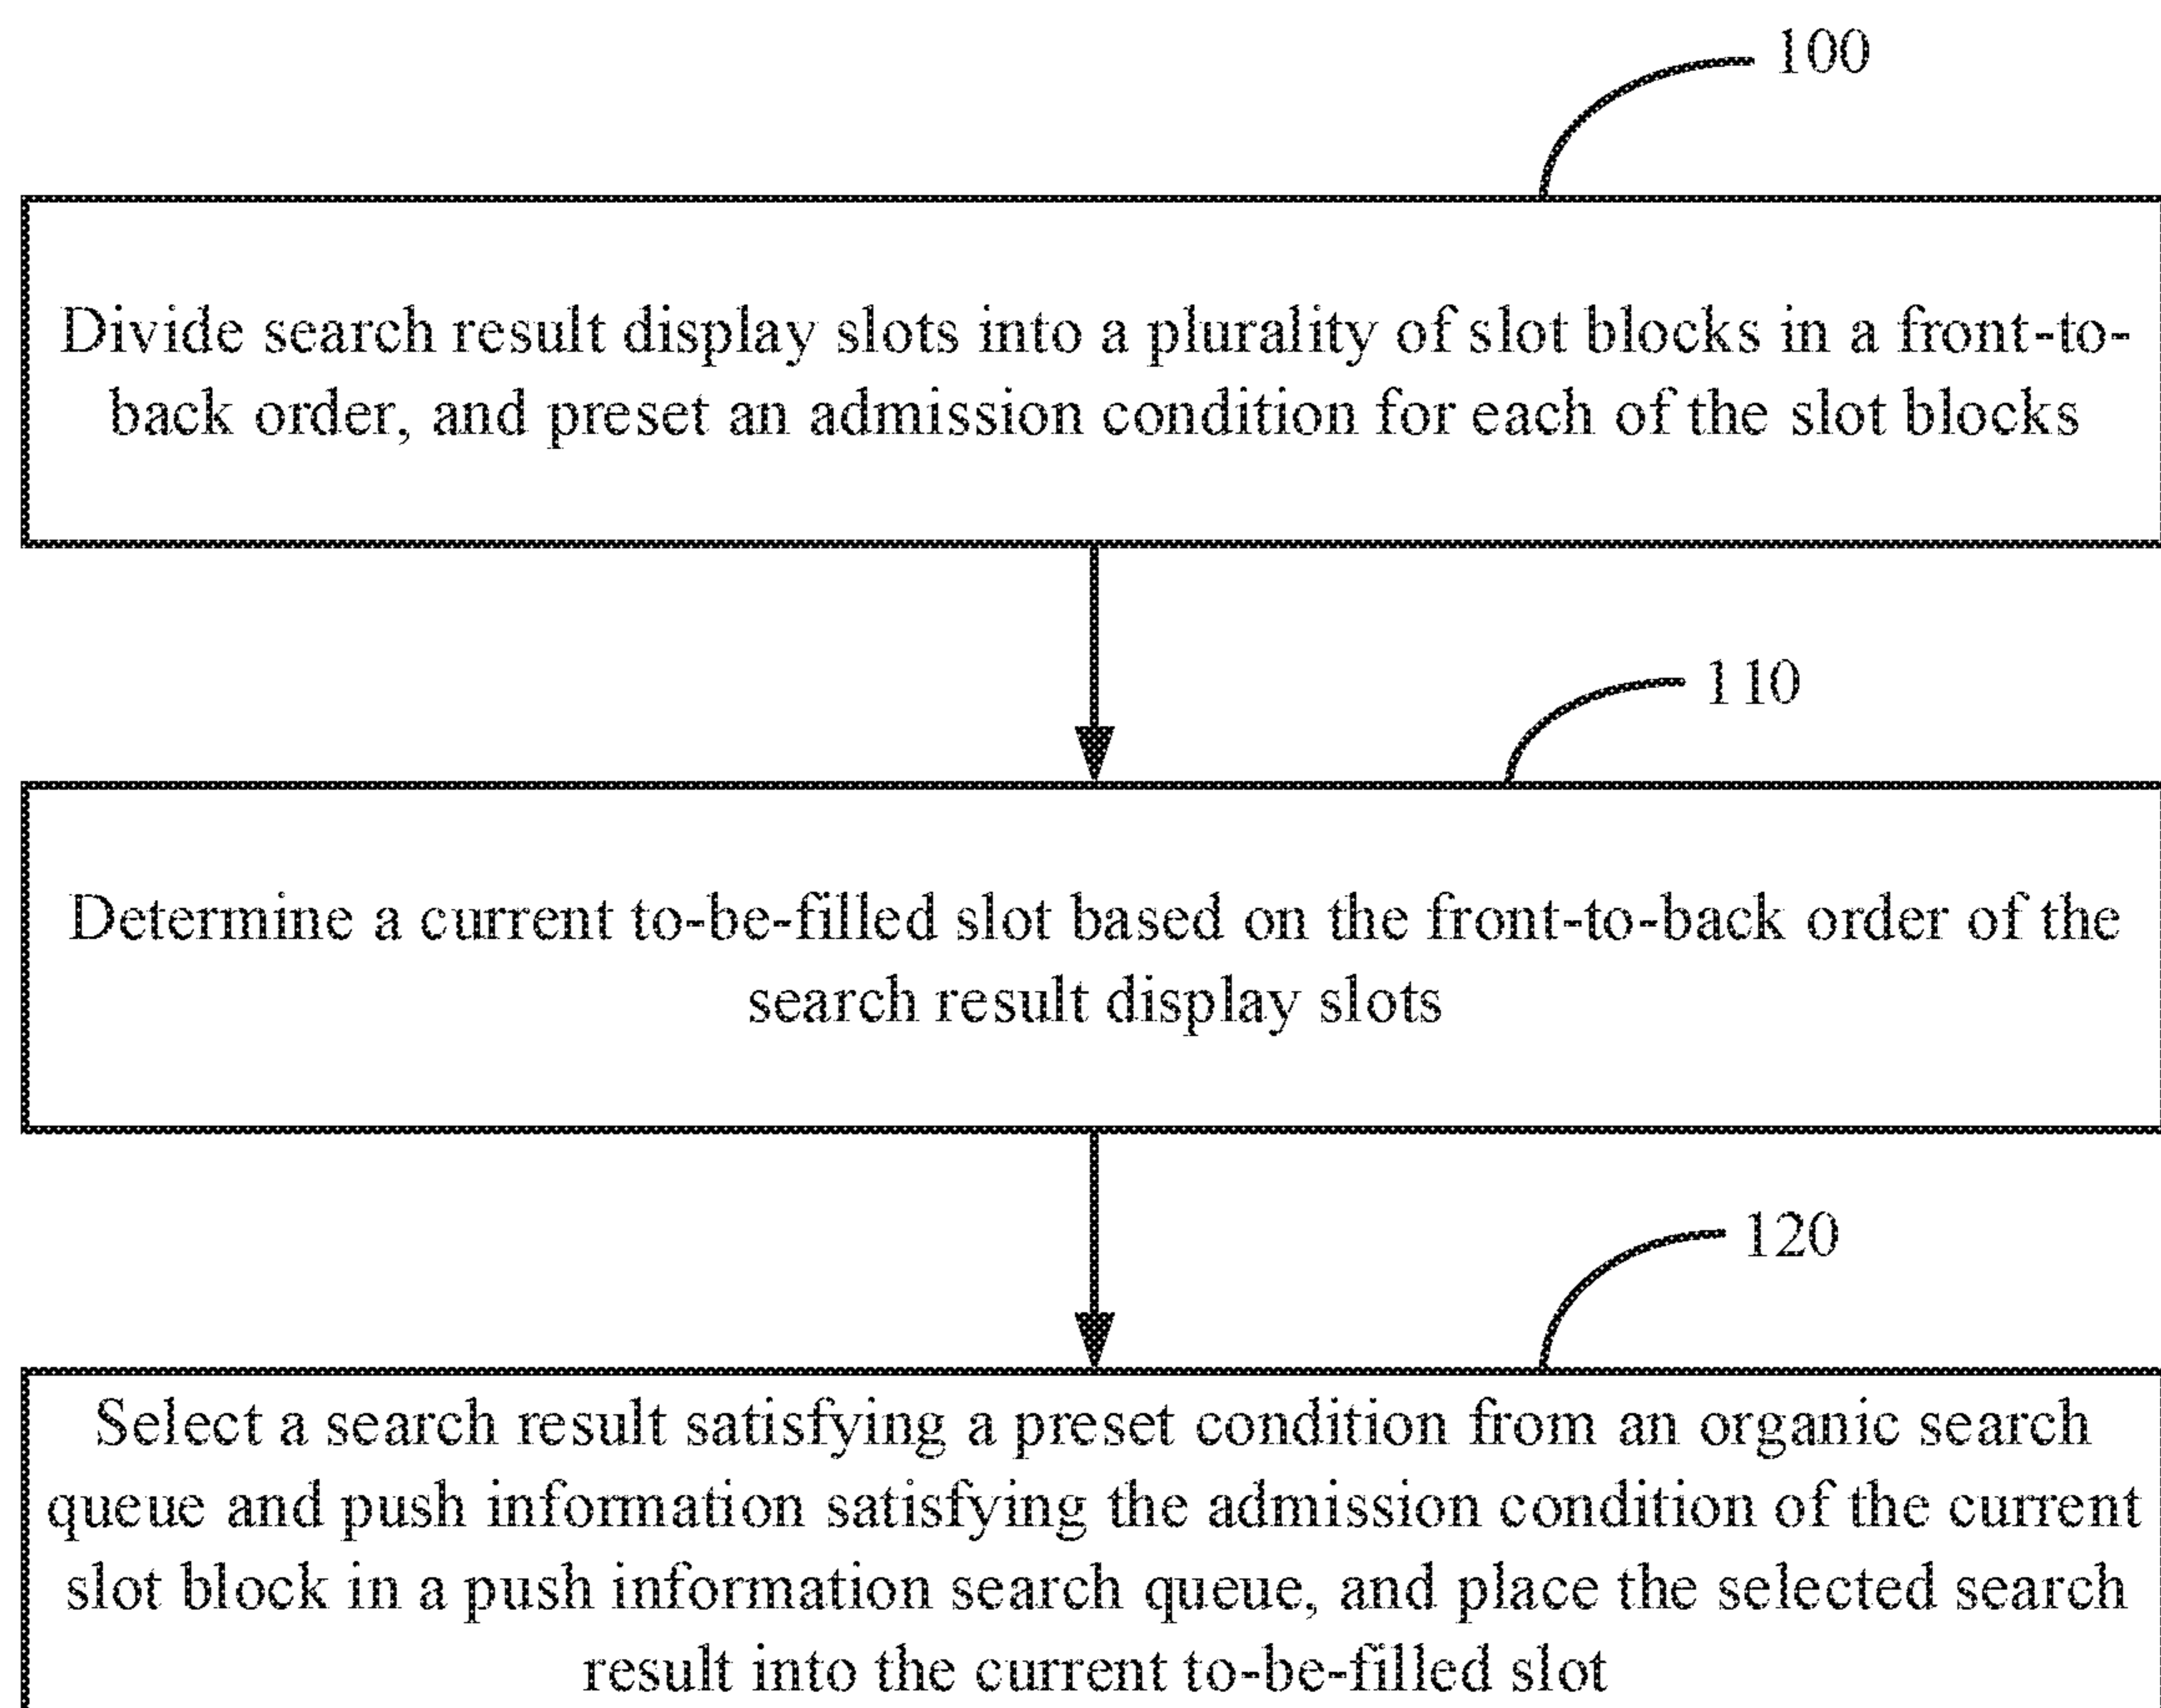 100
Divide search result display slots into a plurality of slot blocks in a front-to-
back order, and preset an admission condition for each of the slot blocks
110
Determine a current to-be-filled slot based on the front-to-back order of the
search result display slots
120
Select a search result satisfying a preset condition from an organic search
queue and push information satisfying the admission condition of the current
slot block in a push information search queue, and place the selected search
result into the current to-be-filled slot